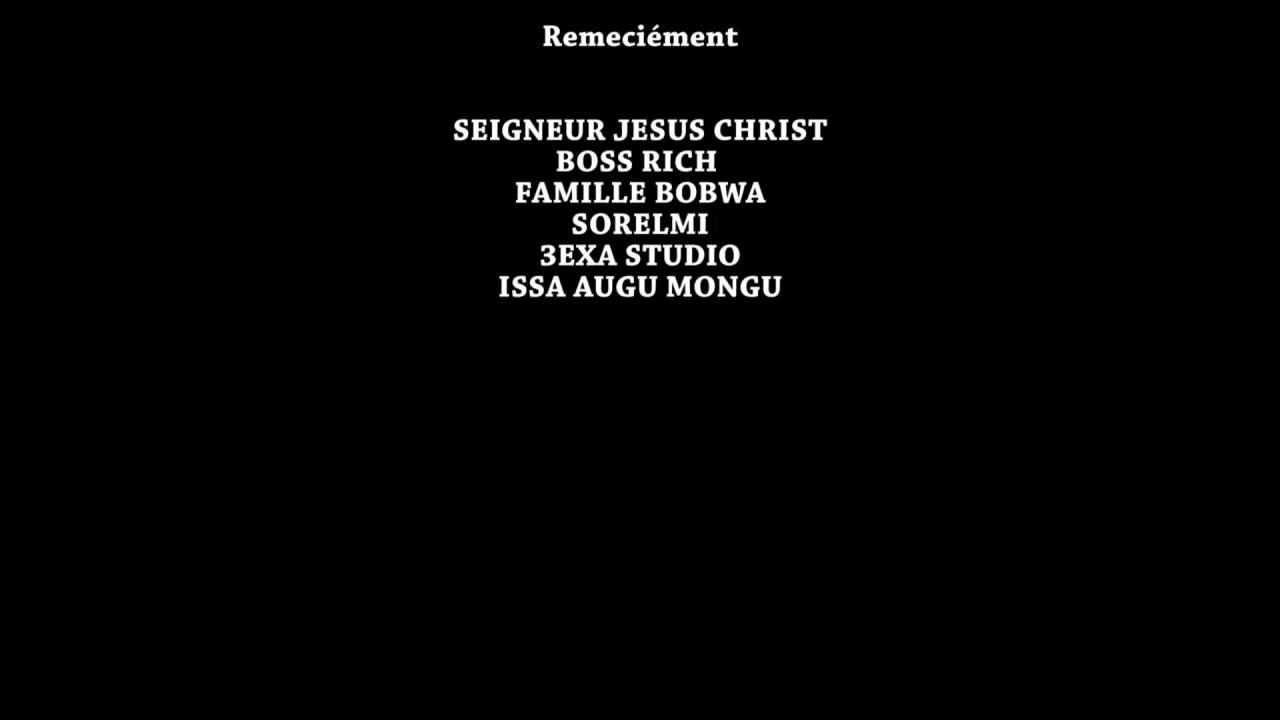 Remeciément
SEIGNEUR JESUS CHRIST
BOSS RICH
FAMILLE BOBWA
SORELMI
3EXA STUDIO
ISSA AUGU MONGU